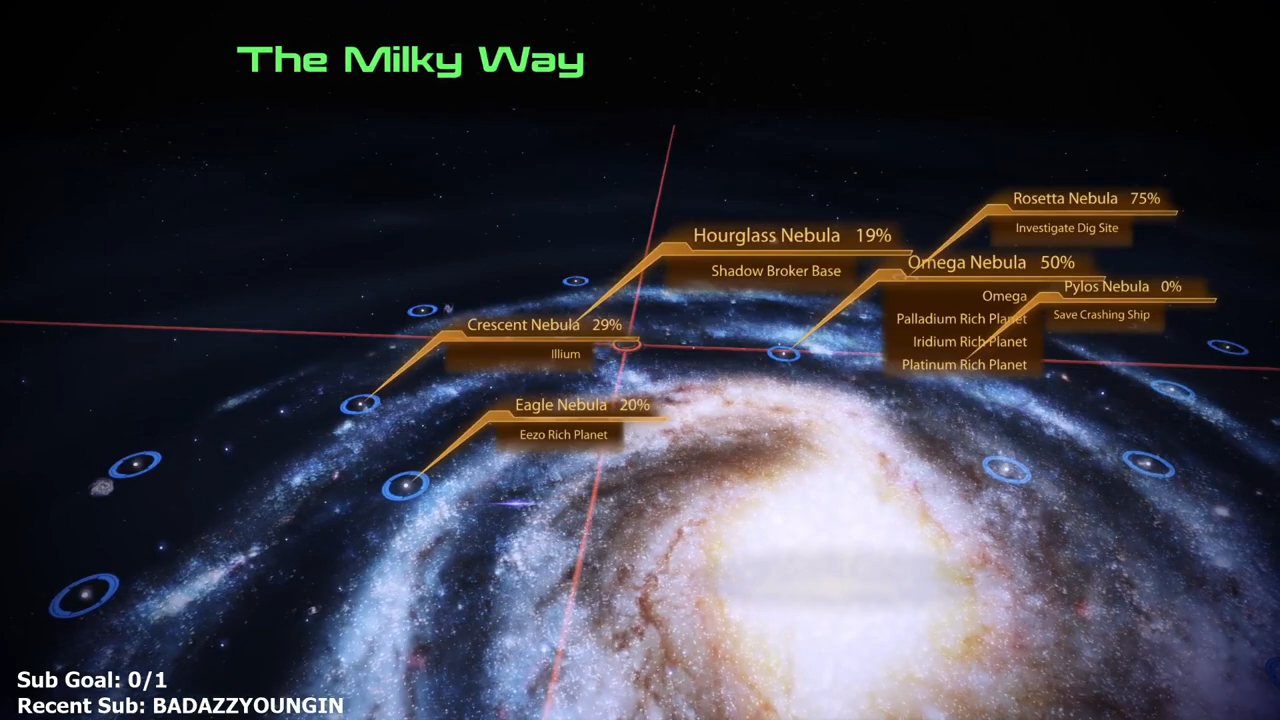 The Milky Way
Rosetta Nebula 75%
Investigate Dig Site
Hourglass Nebula 19%
Shadow Broker Base
Omega Nebula 50%
Omega
Palladium Rich Planet
Iridium Rich Planet
Platinum Rich Planet
Pylos Nebula 0%
Save Crashing Ship
Crescent Nebula 29%
Illium
Eagle Nebula 20%
Eezo Rich Planet
Sub Goal: 0/1
Recent Sub: BADAZZYOUNGIN